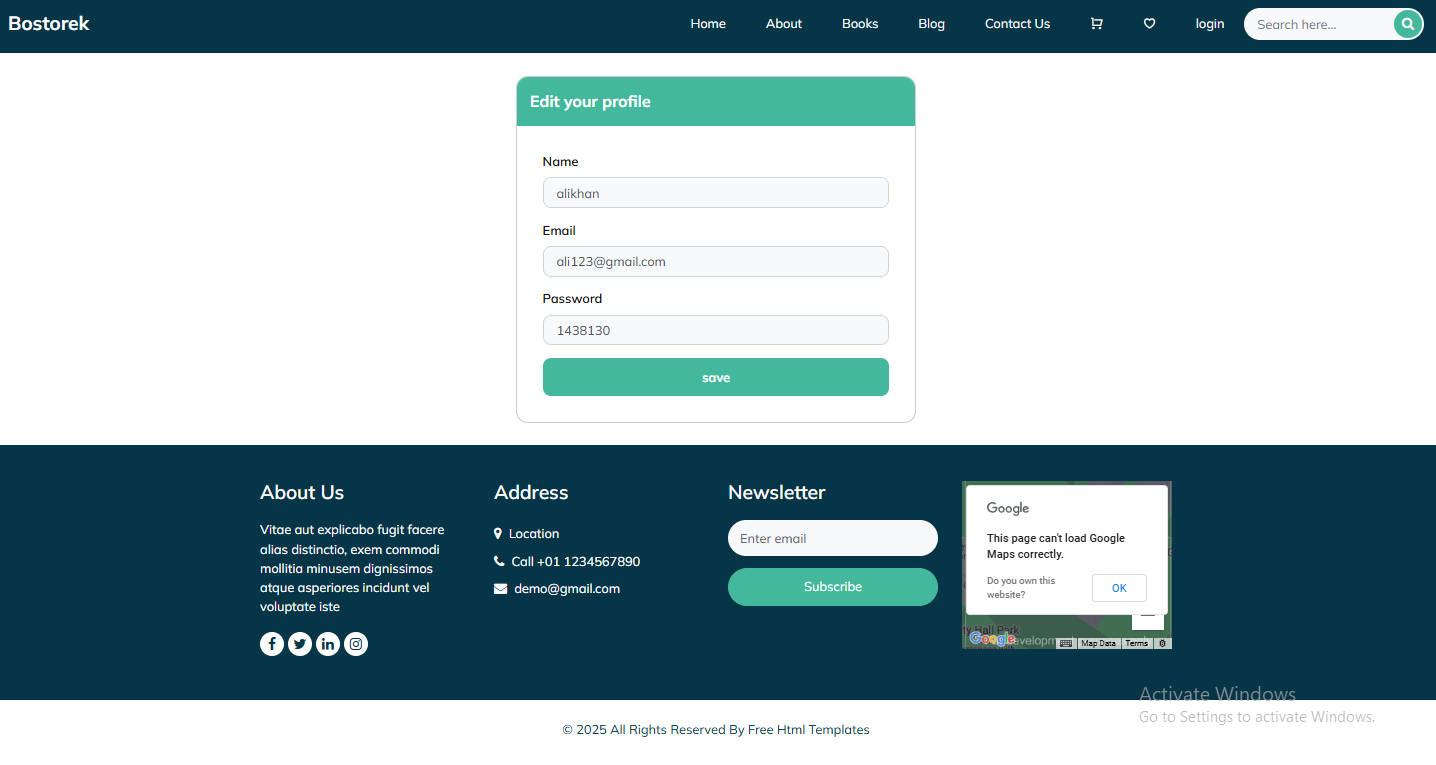 Bostorek
Home About Books Blog Contact Us login Search here...
Edit your profile
Name
alikhan
Email
ali123@gmail.com
Password
1438130
save
About Us
Vitae aut explicabo fugit facere
alias distinctio, exem commodi
mollitia minusem dignissimos
atque asperiores incidunt vel
voluptate iste
Address
Location
Call +01 1234567890
demo@gmail.com
Newsletter
Enter email
Subscribe
Google
This page can't load Google
Maps correctly.
Do you own this
website?
OK
ty Hall Park
Google
Map Data
Terms
Activate Windows
Go to Settings to activate Windows.
© 2025 All Rights Reserved By Free Html Templates